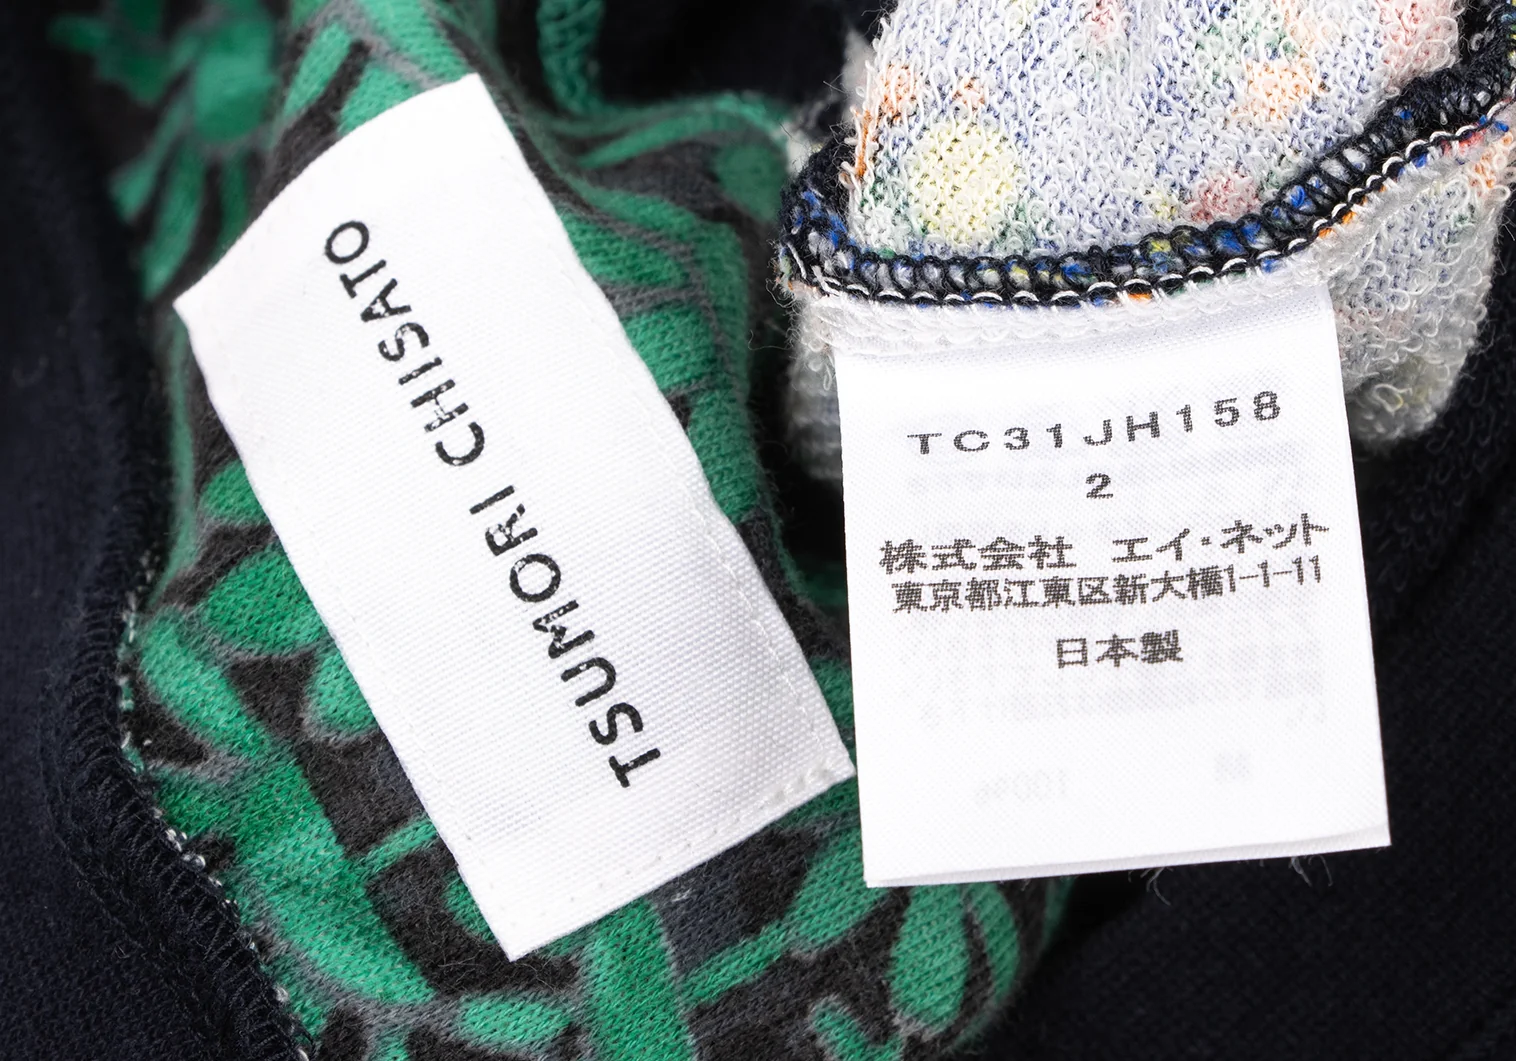 TSUMORI CHISATO
TC31JH158
2
株式会社 エイ・ネット
東京都江東区新大橋1-1-11
日本製